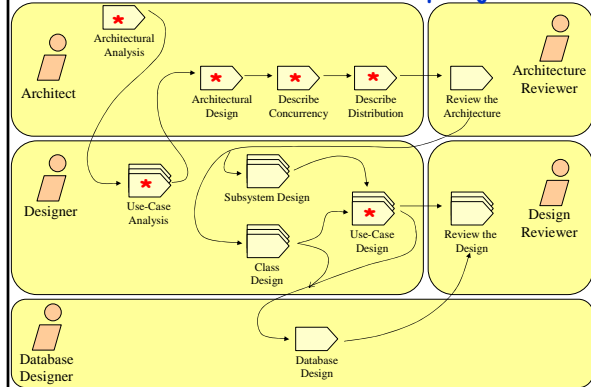 Architectural
Analysis
Architect
Architectural
Design
Describe
Concurrency
Describe
Distribution
Review the
Architecture
Architecture
Reviewer
Designer
Use-Case
Analysis
Subsystem Design
Class
Design
Use-Case
Design
Review the
Design
Design
Reviewer
Database
Designer
Database
Design